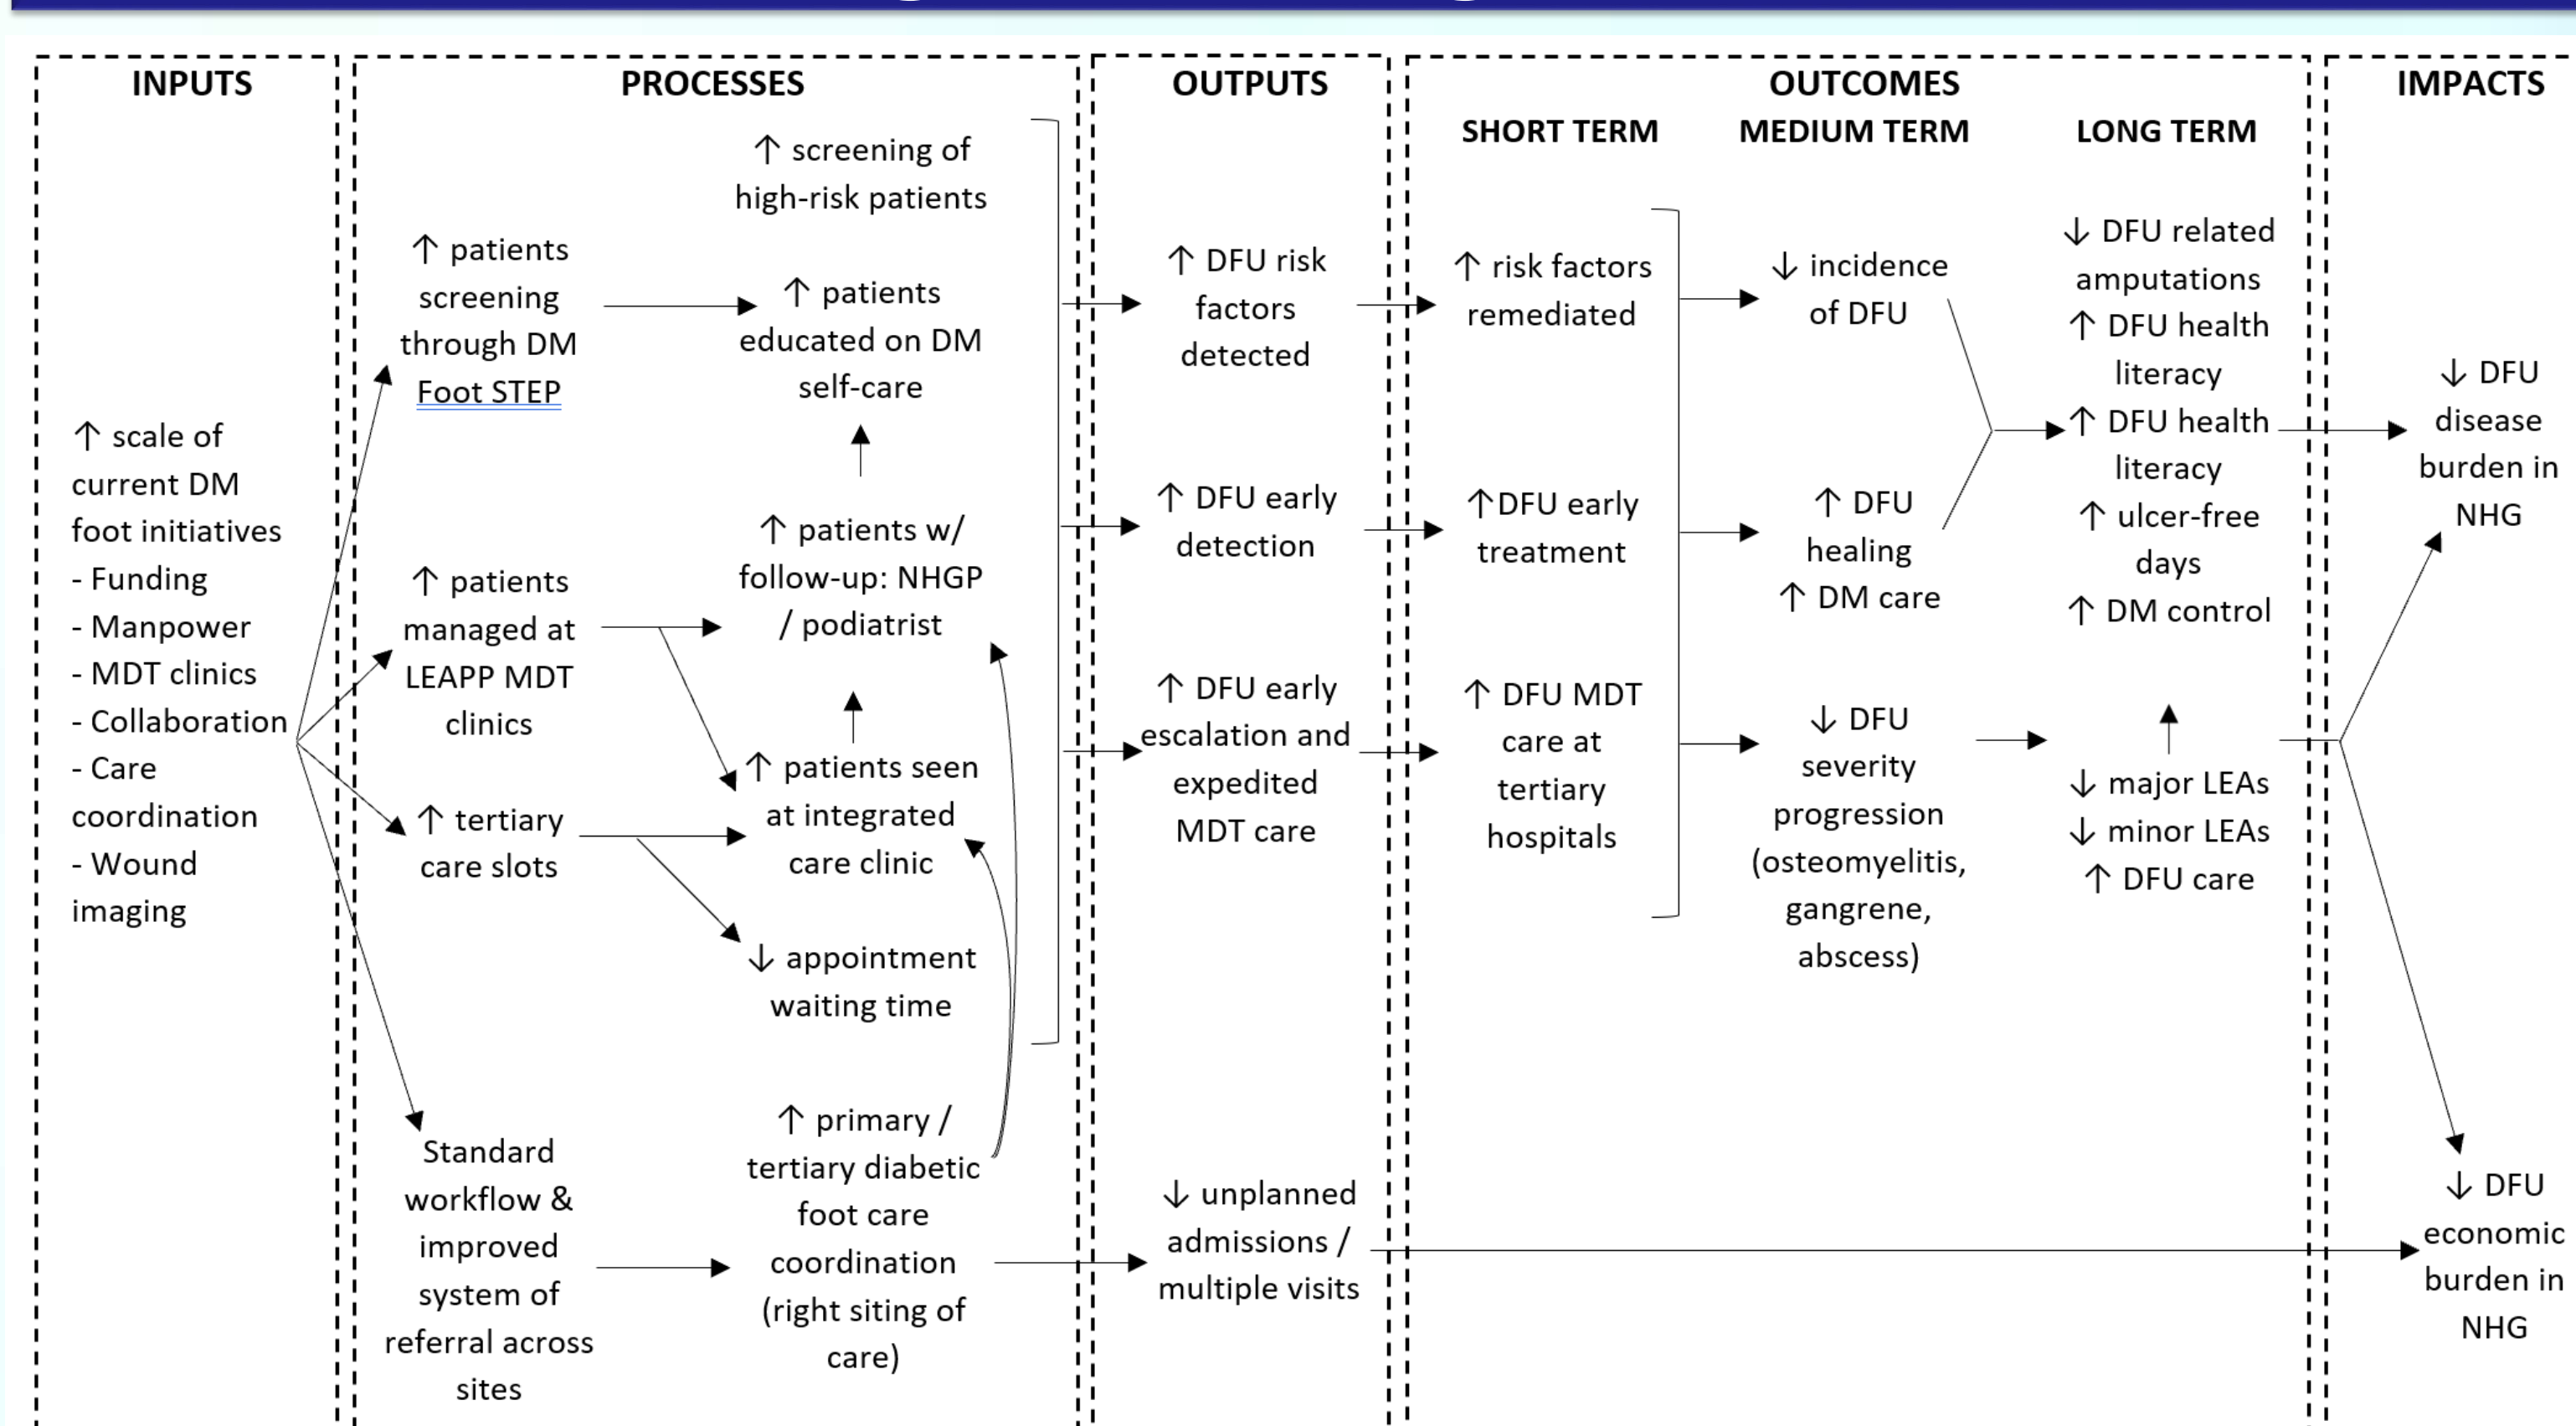 INPUTS
↑ scale of
current DM
foot initiatives
- Funding
- Manpower
- MDT clinics
- Collaboration
- Care
coordination
- Wound
imaging
PROCESSES
↑ patients
screening
through DM
Foot STEP
↑ patients
managed at
LEAPP MDT
clinics
↑ tertiary
care slots
Standard
workflow &
improved
system of
referral across
sites
↑ screening of
high-risk patients
↑ patients
educated on DM
self-care
↑ patients w/
follow-up: NHGP
/ podiatrist
↑ patients seen
at integrated
care clinic
↓ appointment
waiting time
↑ primary /
tertiary diabetic
foot care
coordination
(right siting of
care)
OUTPUTS
↑ DFU risk
factors
detected
↑ DFU early
detection
↑ DFU early
escalation and
expedited
MDT care
↓ unplanned
admissions /
multiple visits
OUTCOMES
SHORT TERM
↑ risk factors
remediated
↑DFU early
treatment
↑ DFU MDT
care at
tertiary
hospitals
MEDIUM TERM
↓ incidence
of DFU
↑ DFU
healing
↑ DM care
↓ DFU
severity
progression
(osteomyelitis,
gangrene,
abscess)
LONG TERM
↓ DFU related
amputations
↑ DFU health
literacy
↑ DFU health
literacy
↑ ulcer-free
days
↑ DM control
↓ major LEAs
↓ minor LEAs
↑ DFU care
IMPACTS
↓ DFU
disease
burden in
NHG
↓ DFU
economic
burden in
NHG